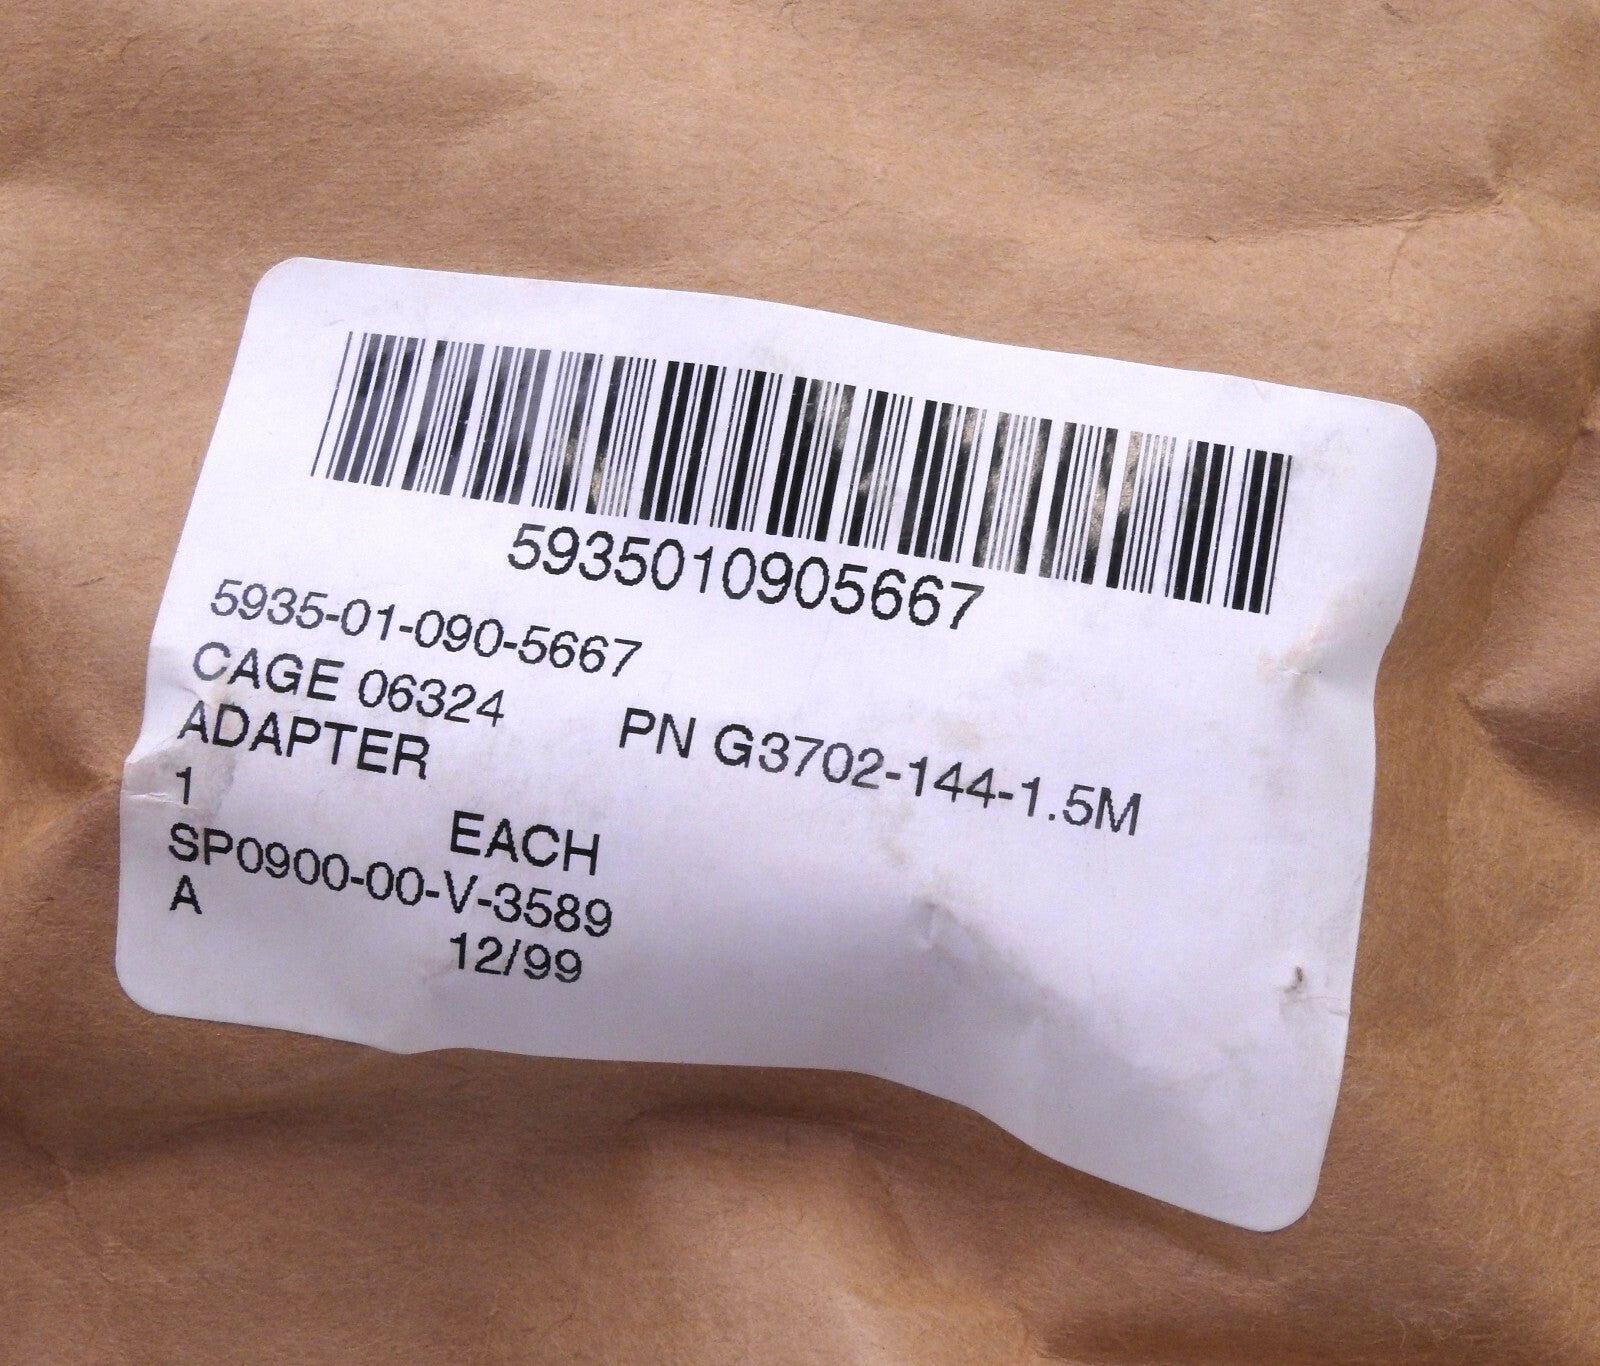 5935010905667
5935-01-090-5667
CAGE 06324 PN G3702-144-1.5M
ADAPTER
1 EACH
SP0900-00-V-3589
A 12/99